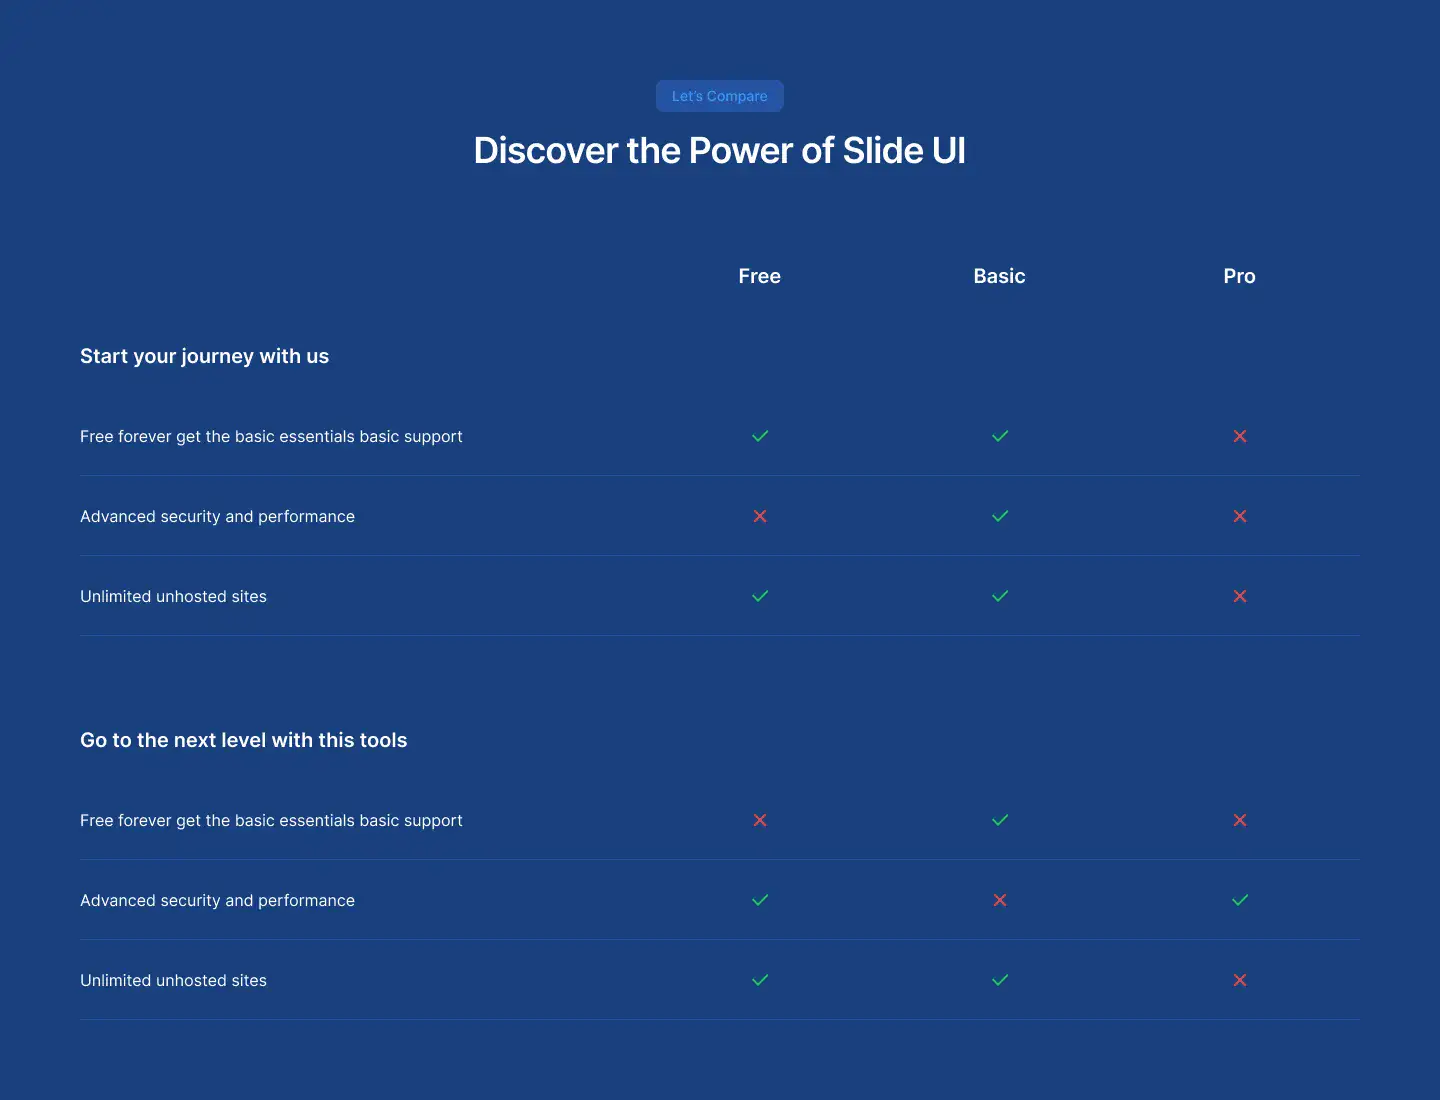 Let's Compare
Discover the Power of Slide UI
Free Basic Pro
Start your journey with us
Free forever get the basic essentials basic support
Advanced security and performance
Unlimited unhosted sites
Go to the next level with this tools
Free forever get the basic essentials basic support
Advanced security and performance
Unlimited unhosted sites